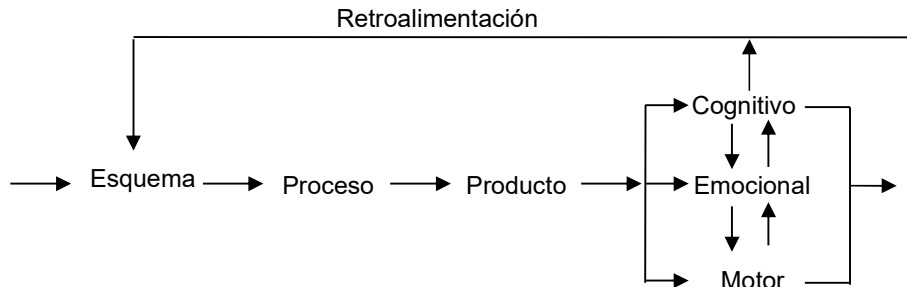 Retroalimentación
Cognitivo
Esquema Proceso Producto Emocional
Motor